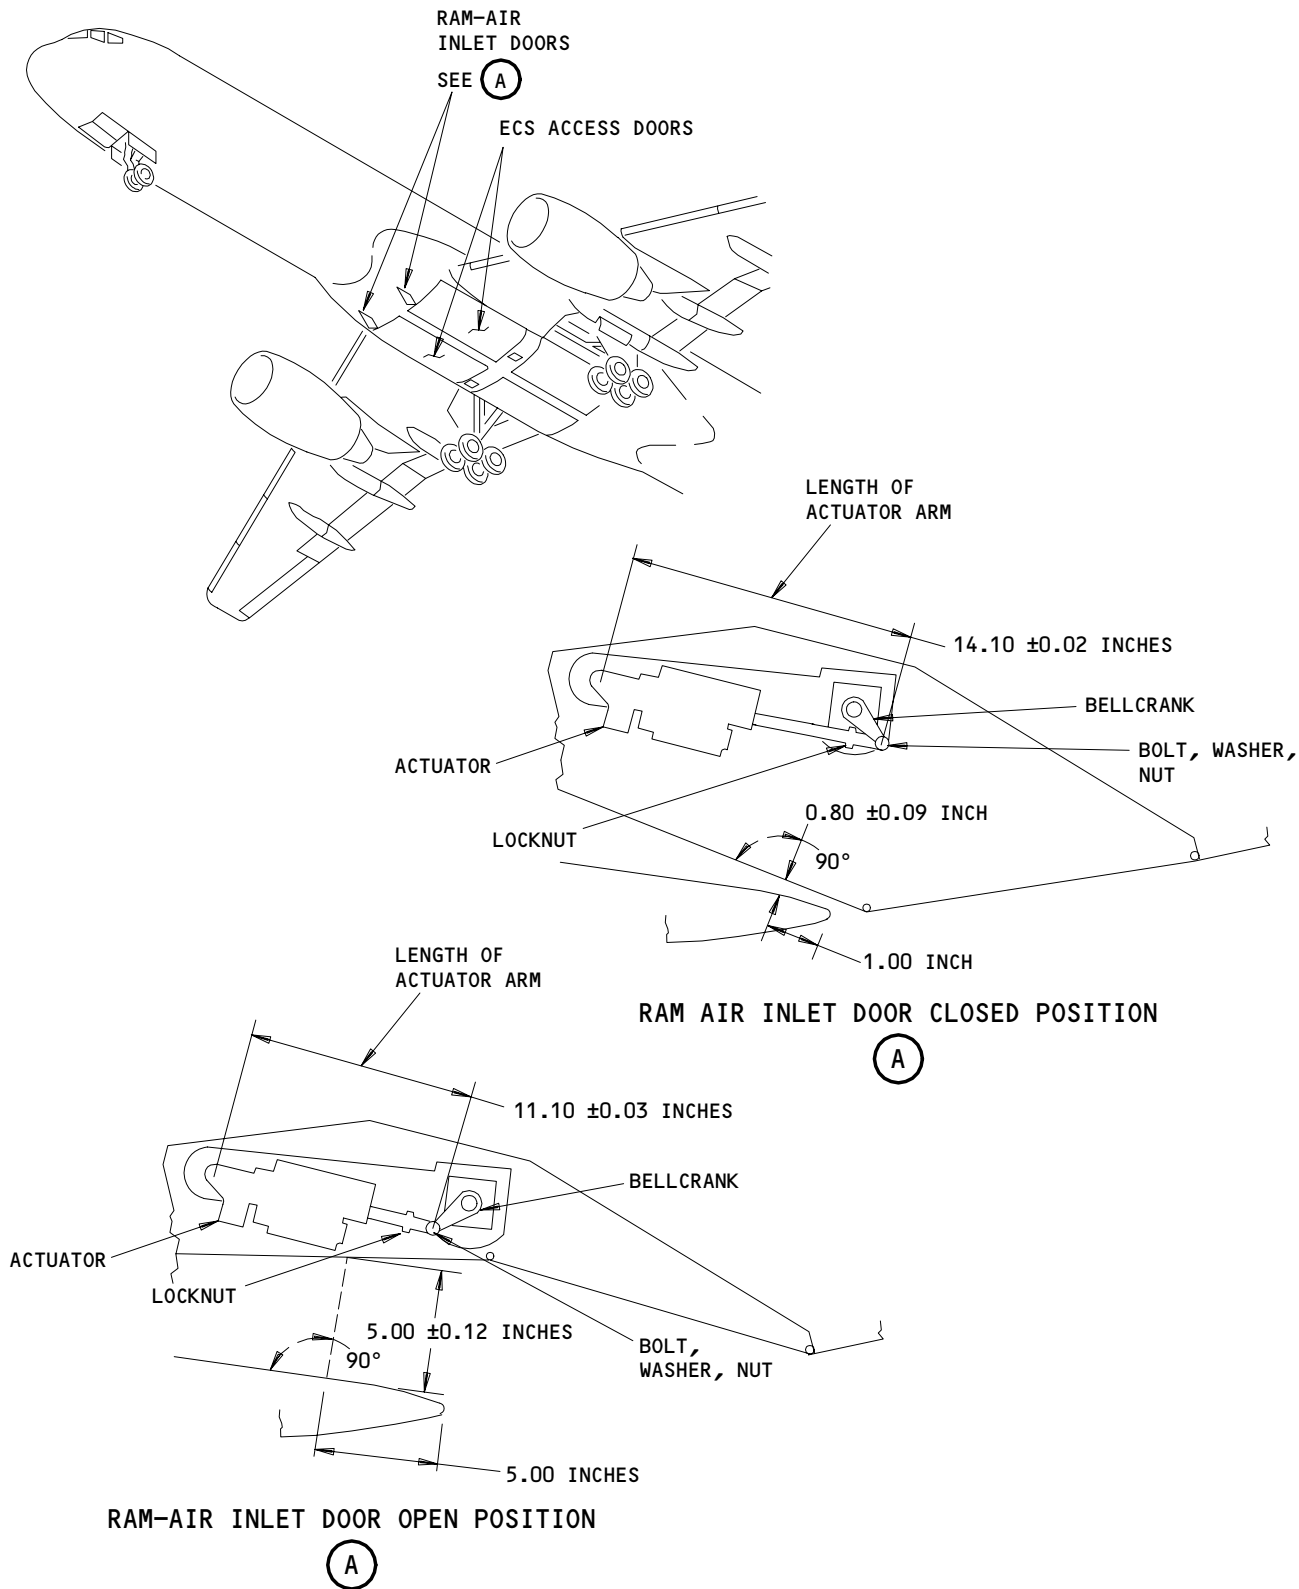 RAM-AIR
INLET DOORS
SEE A
ECS ACCESS DOORS
LENGTH OF
ACTUATOR ARM
14.10 ±0.02 INCHES
BELLCRANK
BOLT, WASHER,
NUT
ACTUATOR
LOCKNUT
0.80 ±0.09 INCH
90°
1.00 INCH
RAM AIR INLET DOOR CLOSED POSITION
A
LENGTH OF
ACTUATOR ARM
11.10 ±0.03 INCHES
BELLCRANK
ACTUATOR
LOCKNUT
5.00 ±0.12 INCHES
90°
BOLT,
WASHER, NUT
5.00 INCHES
RAM-AIR INLET DOOR OPEN POSITION
A